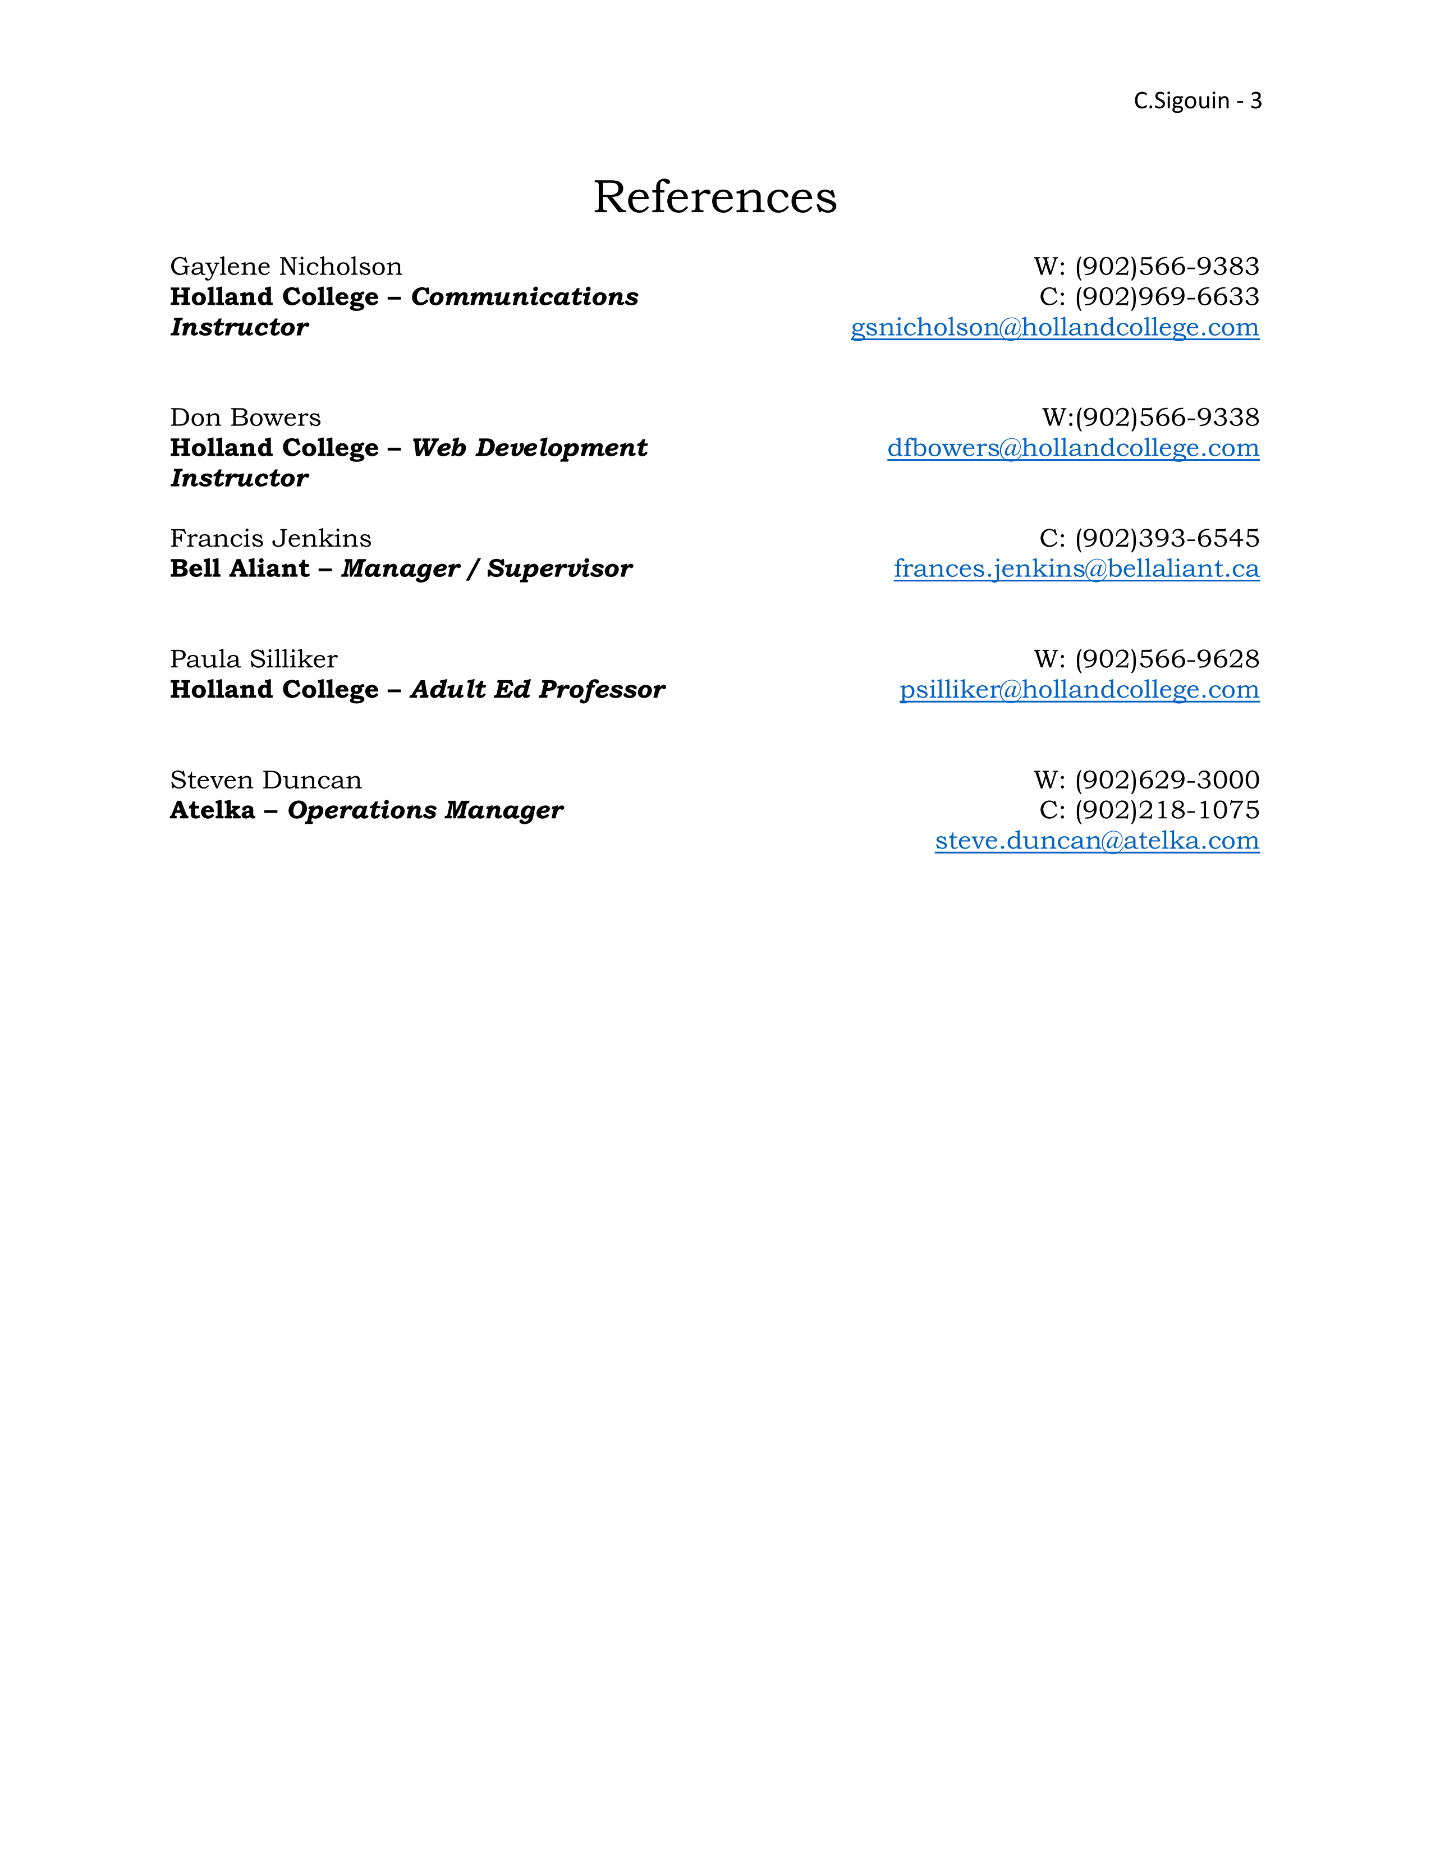 C.Sigouin - 3
References
Gaylene Nicholson
Holland College – Communications
Instructor
W: (902)566-9383
C: (902)969-6633
gsnicholson@hollandcollege.com
Don Bowers
Holland College – Web Development
Instructor
W:(902)566-9338
dfbowers@hollandcollege.com
Francis Jenkins
Bell Aliant – Manager / Supervisor
C: (902)393-6545
frances.jenkins@bellaliant.ca
Paula Silliker
Holland College – Adult Ed Professor
W: (902)566-9628
psilliker@hollandcollege.com
Steven Duncan
Atelka – Operations Manager
W: (902)629-3000
C: (902)218-1075
steve.duncan@atelka.com